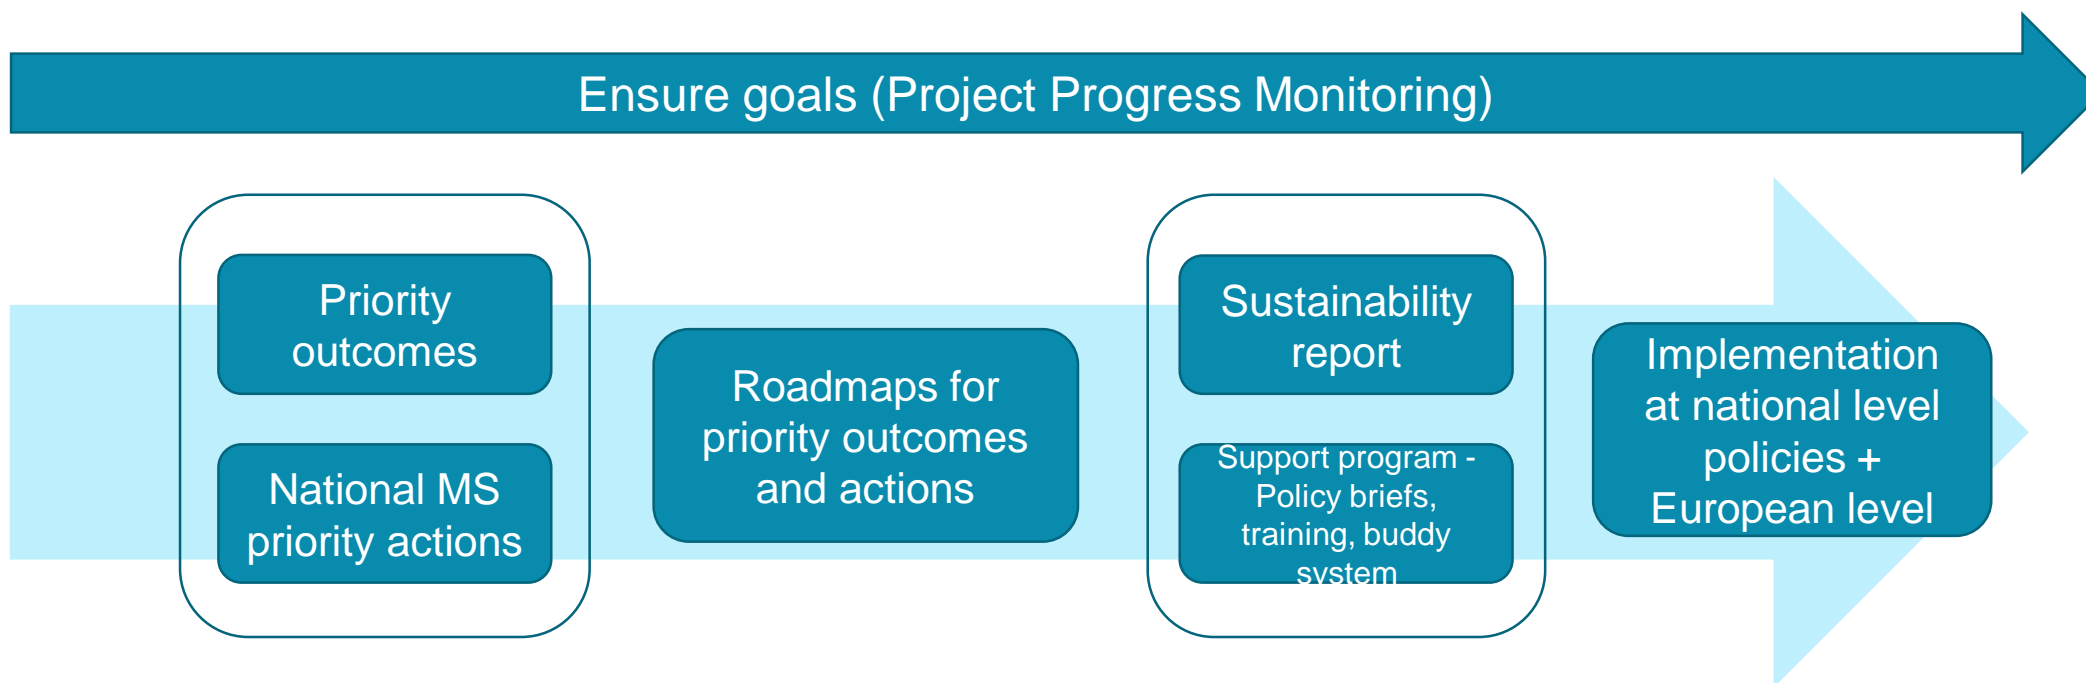 Ensure goals (Project Progress Monitoring)
Priority
outcomes
National MS
priority actions
Roadmaps for
priority outcomes
and actions
Sustainability
report
Support program -
Policy briefs,
training, buddy
system
Implementation
at national level
policies +
European level